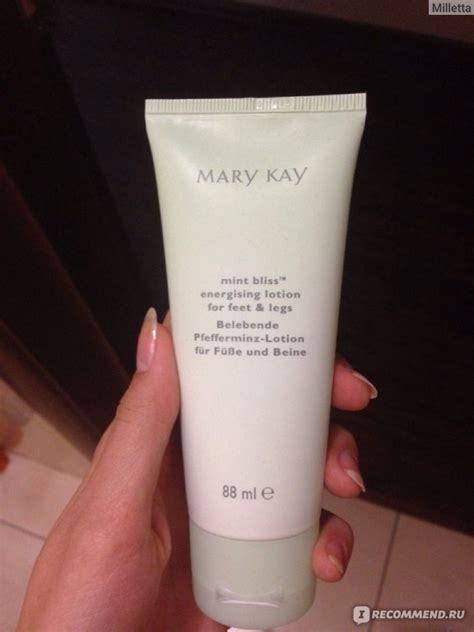 Milletta
MARY KAY
mint bliss™
energising lotion
for feet & legs
Belebende
Pfefferminz-Lotion
für Füße und Beine
88 ml ℮
I RECOMMEND.RU